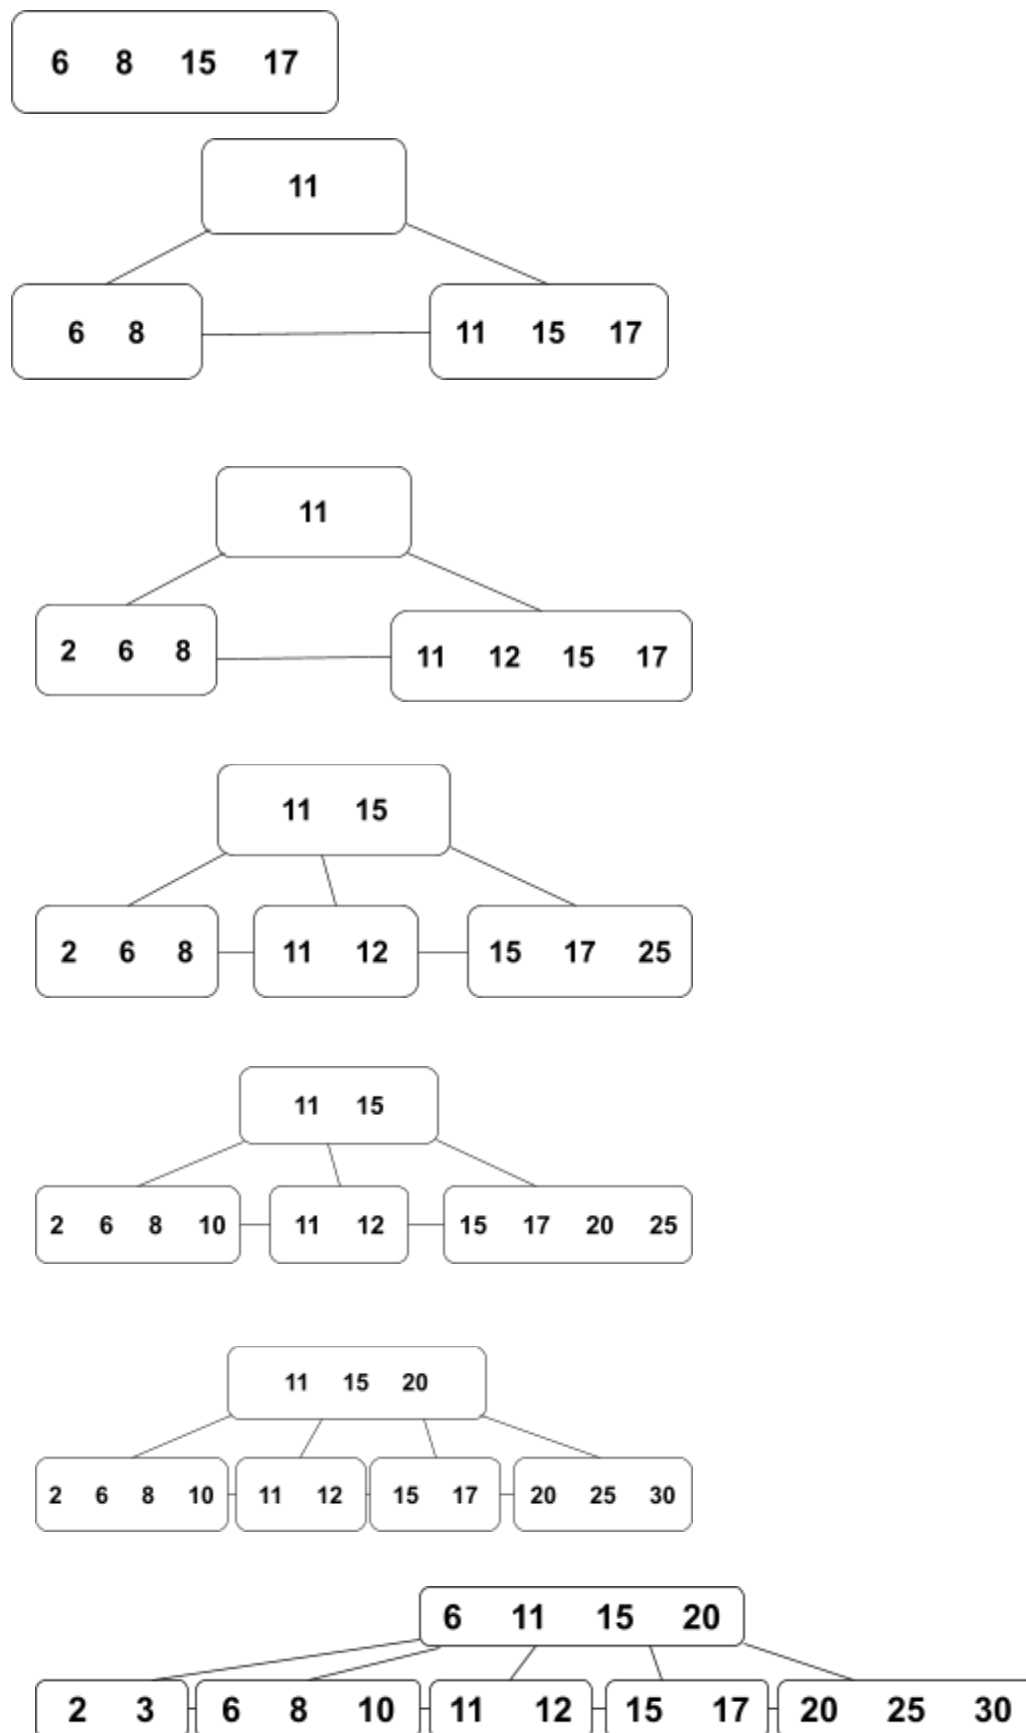 6 8 15 17
11
6 8 11 15 17
11
2 6 8 11 12 15 17
11 15
2 6 8 11 12 15 17 25
11 15
2 6 8 10 11 12 15 17 20 25
11 15 20
2 6 8 10 11 12 15 17 20 25 30
6 11 15 20
2 3 6 8 10 11 12 15 17 20 25 30